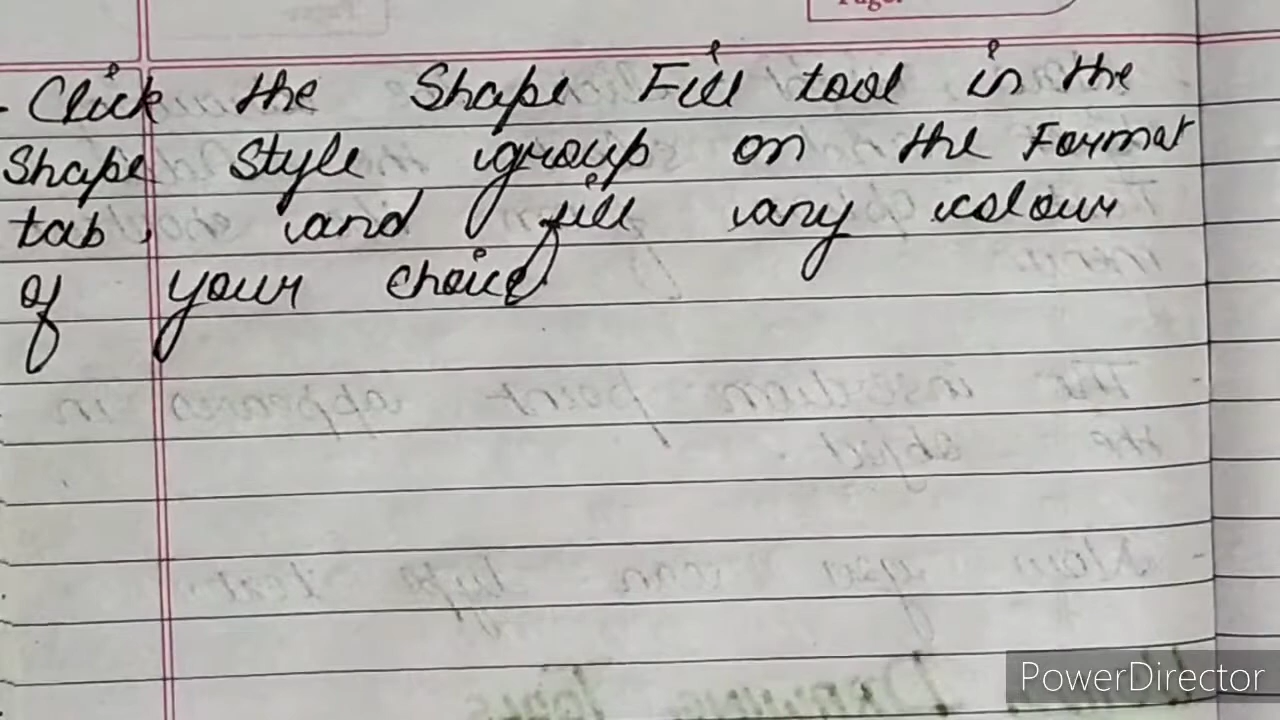 Page.
- Click the Shape Fill tool in the
Shape Style group on the Format
tab, and fill any colour
of your choice
PowerDirector